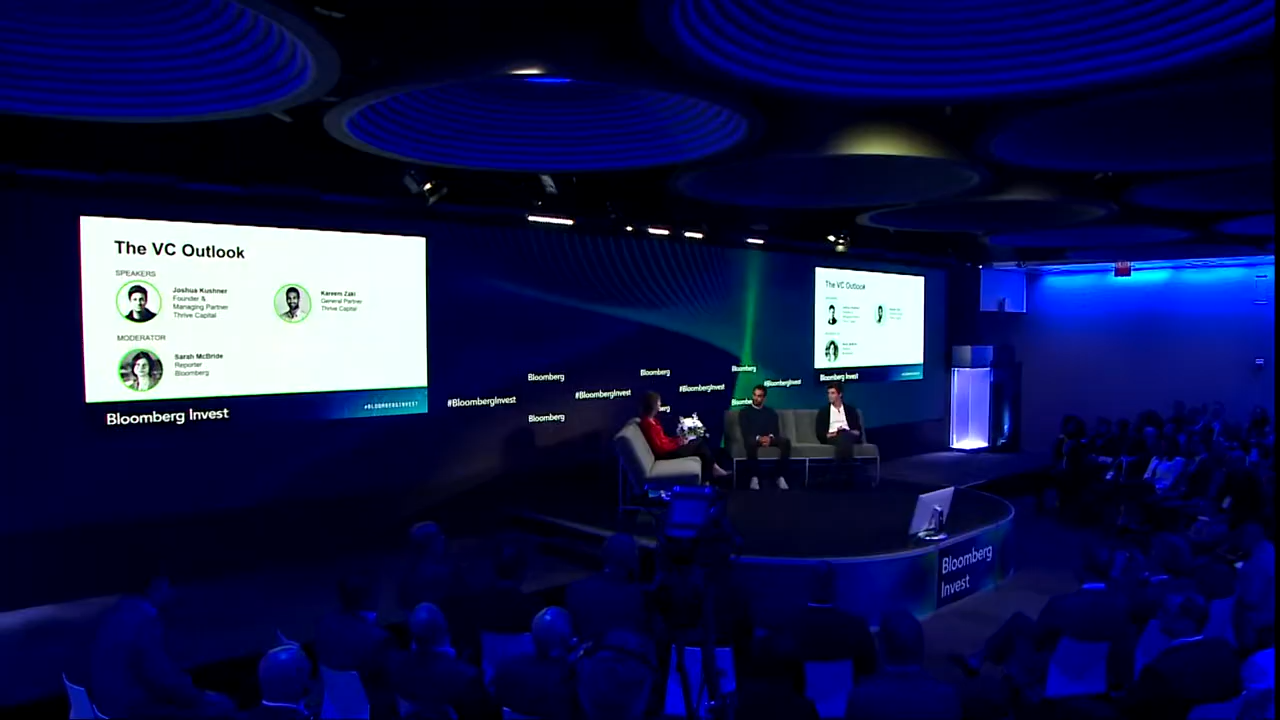 The VC Outlook
SPEAKERS
Joshua Kushner
Founder &
Managing Partner
Thrive Capital
Kareem Zaki
General Partner
Thrive Capital
MODERATOR
Sarah McBride
Reporter
Bloomberg
#BLOOMBERGINVEST
Bloomberg Invest
#BloombergInvest
Bloomberg
Bloomberg
#BloombergInvest
Bloomberg
#BloombergInvest
Bloomberg
#BloombergInvest
The VC Outlook
Bloomberg Invest
Bloomberg
Invest